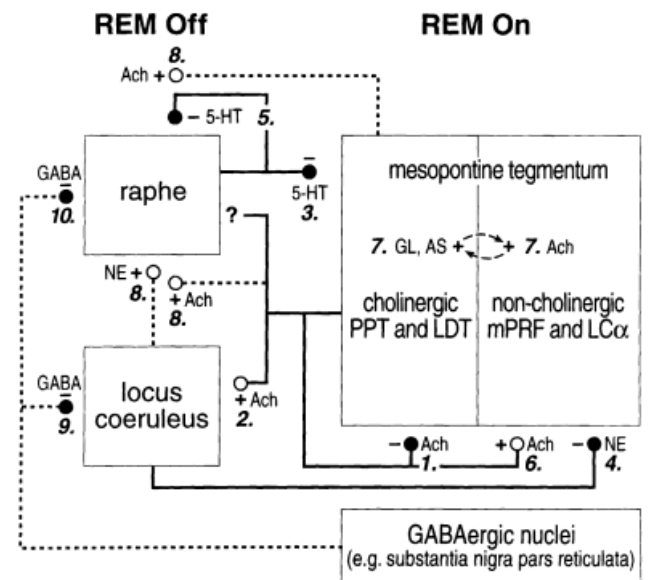 REM Off
REM On
8.
Ach +
– 5-HT 5.
GABA
–
10.
raphe
–
5-HT
3.
?
mesopontine tegmentum
7. GL, AS +
+ 7. Ach
NE +
8.
+ Ach
8.
cholinergic
PPT and LDT
non-cholinergic
mPRF and LCα
GABA
–
9.
locus
coeruleus
+ Ach
2.
– Ach
1.
+ Ach
6.
– NE
4.
GABAergic nuclei
(e.g. substantia nigra pars reticulata)